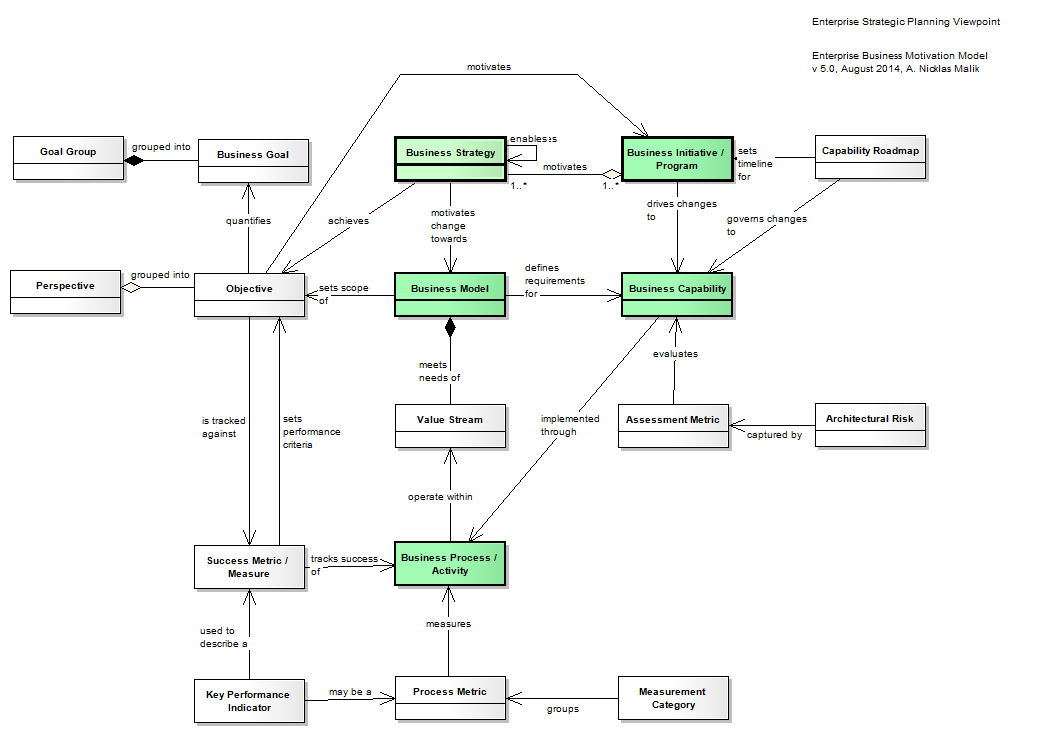 Enterprise Strategic Planning Viewpoint
Enterprise Business Motivation Model
v 5.0, August 2014, A. Nicklas Malik
motivates
Goal Group
grouped into
Business Goal
Business Strategy
enables
motivates
1..*
1..*
Business Initiative /
Program
sets
timeline
for
Capability Roadmap
quantifies
achieves
motivates
change
towards
drives changes
to
governs changes
to
Perspective
grouped into
Objective
sets scope
of
Business Model
defines
requirements
for
Business Capability
meets
needs of
evaluates
is tracked
against
sets
performance
criteria
Value Stream
implemented
through
Assessment Metric
captured by
Architectural Risk
operate within
Success Metric /
Measure
tracks success
of
Business Process /
Activity
used to
describe a
measures
Key Performance
Indicator
may be a
Process Metric
groups
Measurement
Category